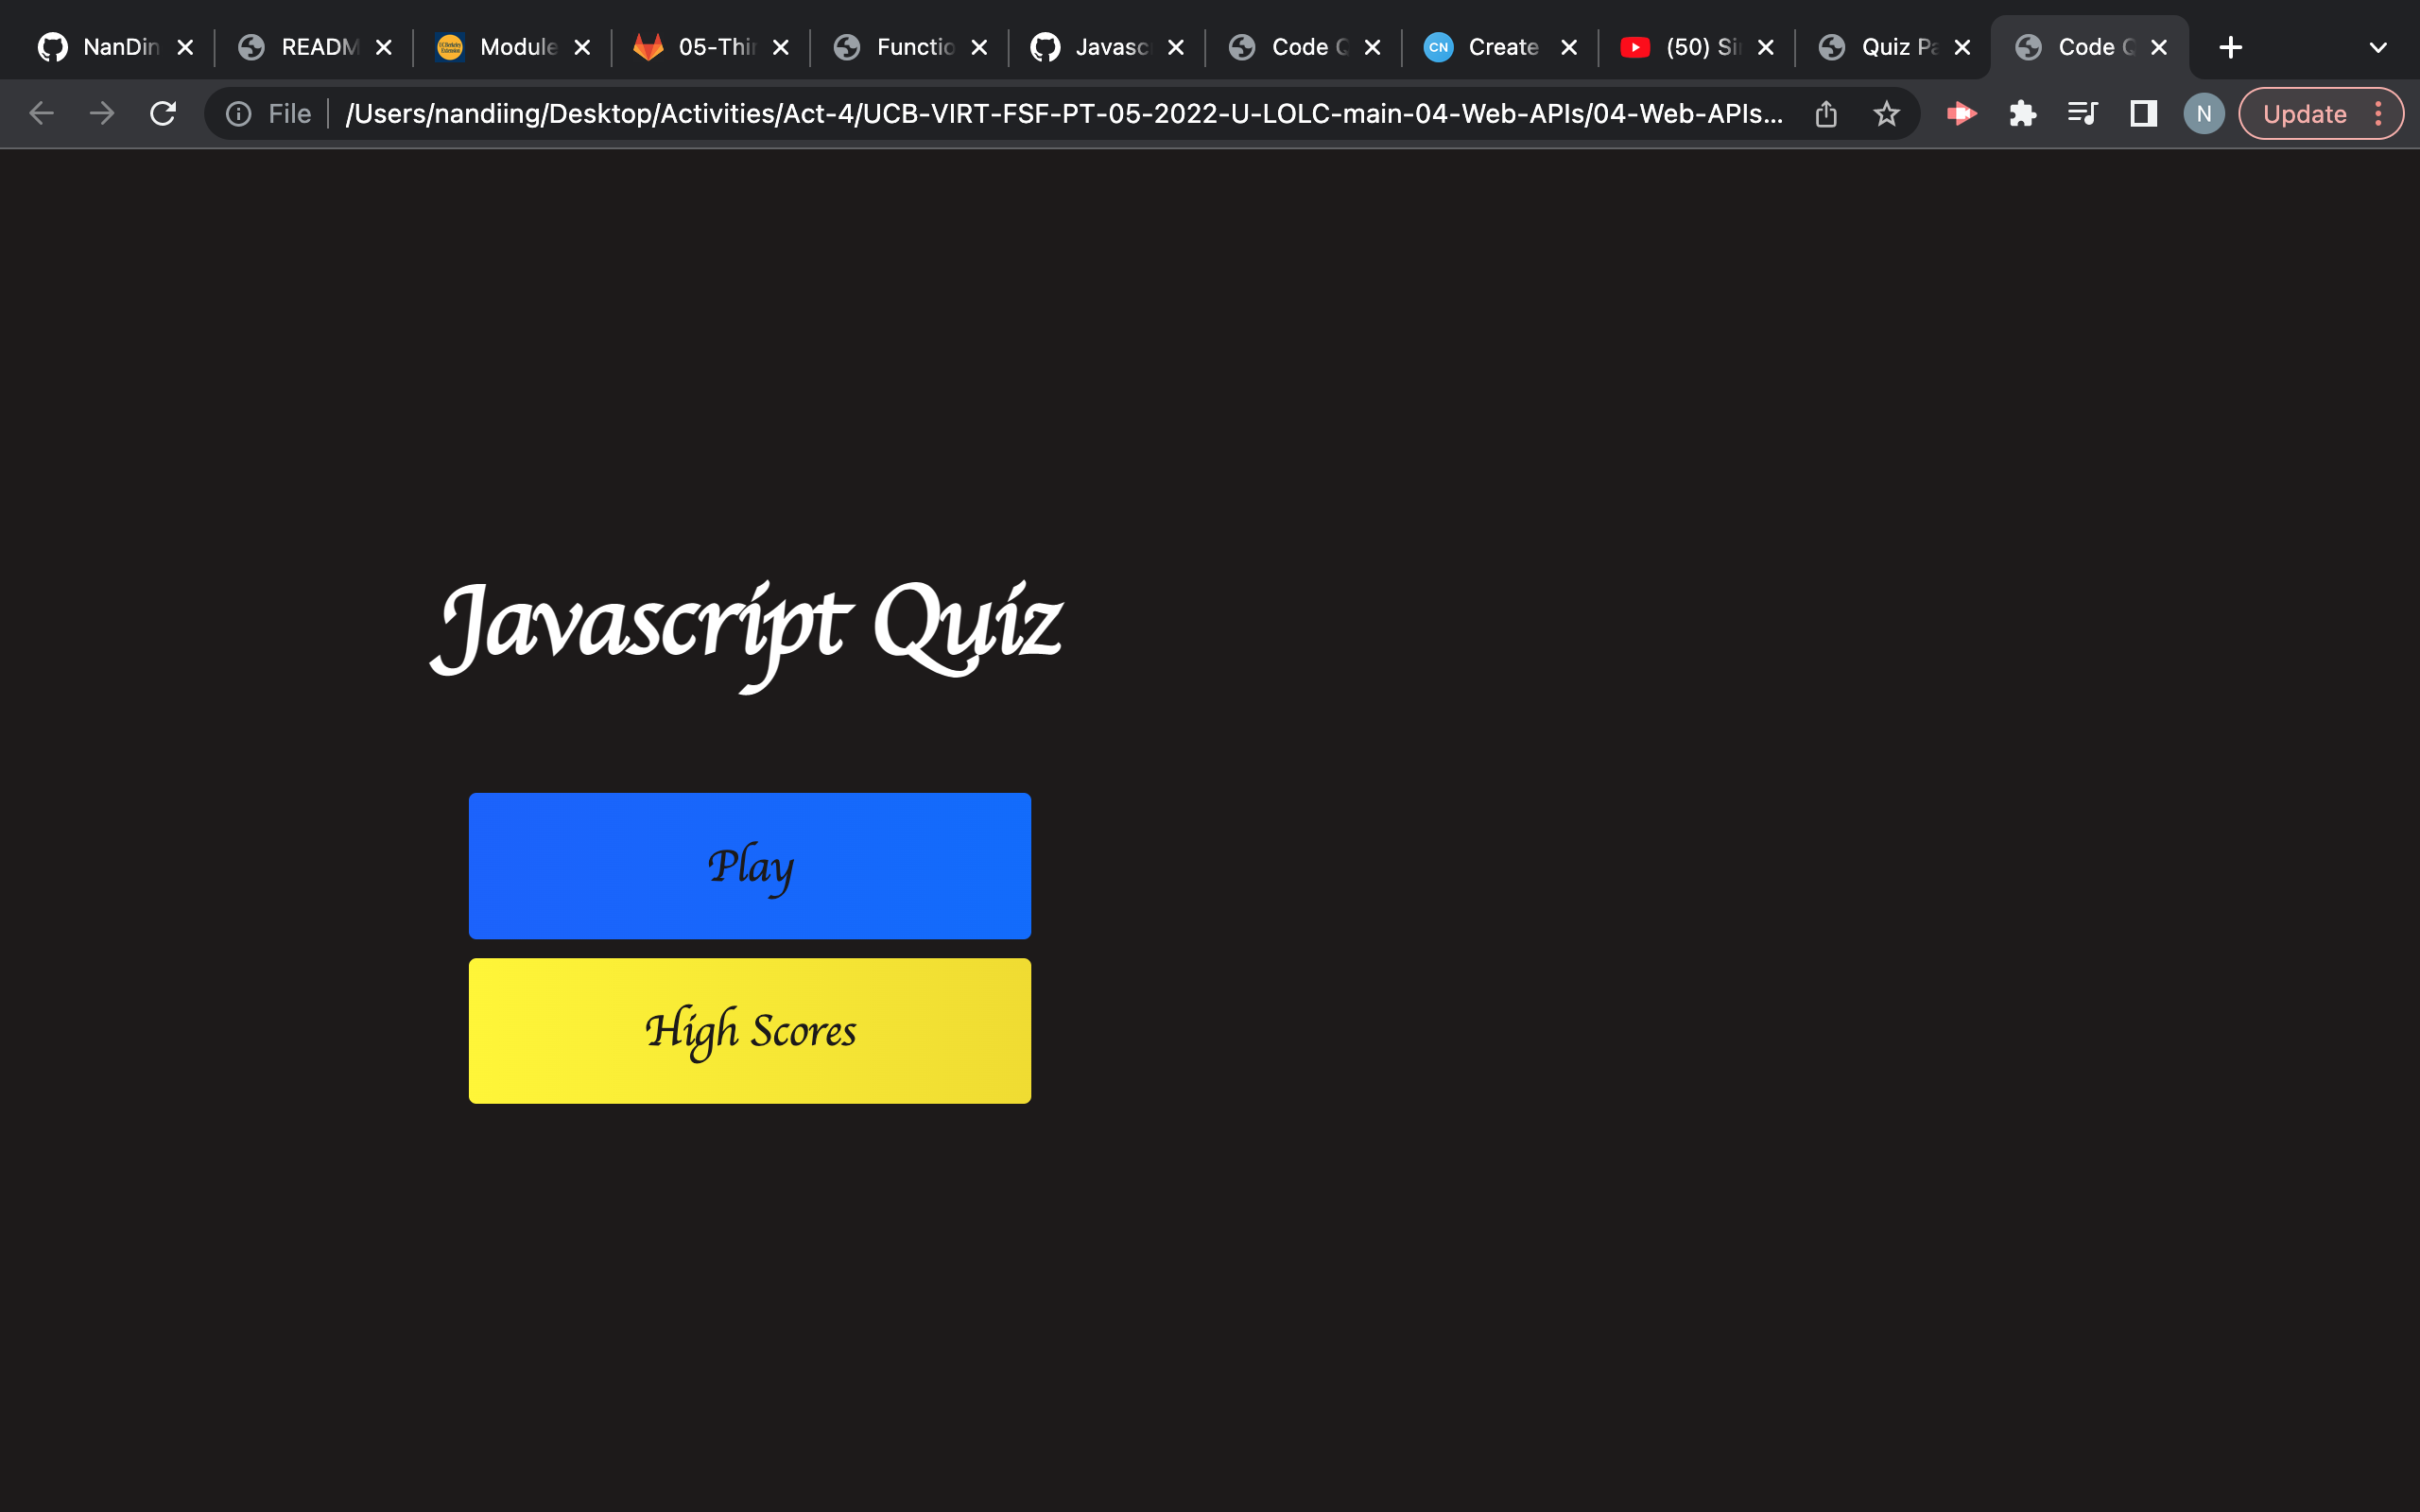 NanDin READM Module 05-Thir Functio Javasc Code Q CN Create (50) Sir Quiz Pa Code Q
File /Users/nandiing/Desktop/Activities/Act-4/UCB-VIRT-FSF-PT-05-2022-U-LOLC-main-04-Web-APIs/04-Web-APIs... N Update
Javascript Quiz
Play
High Scores